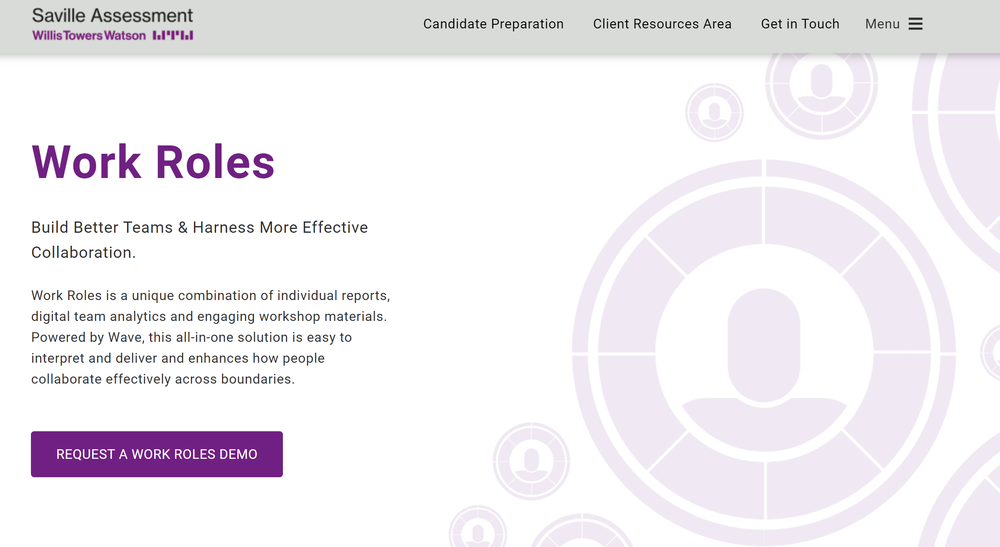 Saville Assessment
WillisTowersWatson
Candidate Preparation
Client Resources Area
Get in Touch
Menu
Work Roles
Build Better Teams & Harness More Effective
Collaboration.
Work Roles is a unique combination of individual reports,
digital team analytics and engaging workshop materials.
Powered by Wave, this all-in-one solution is easy to
interpret and deliver and enhances how people
collaborate effectively across boundaries.
REQUEST A WORK ROLES DEMO